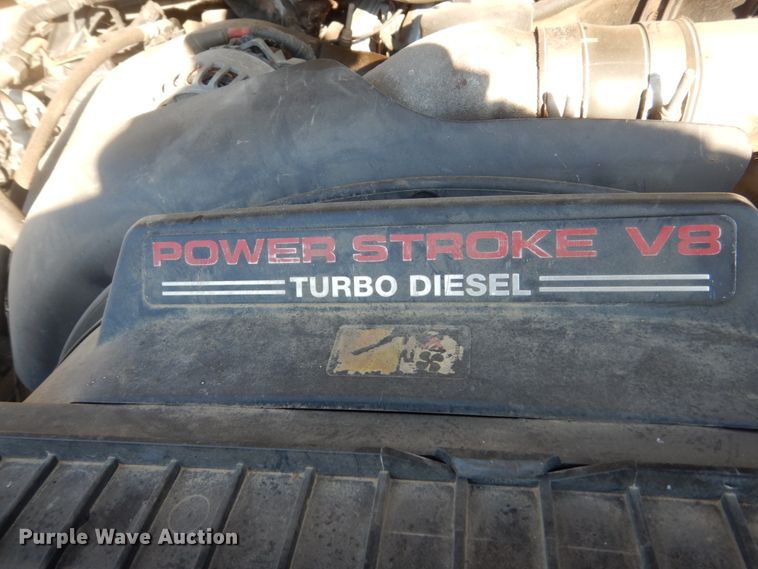 POWER STROKE V8
TURBO DIESEL
Purple Wave Auction